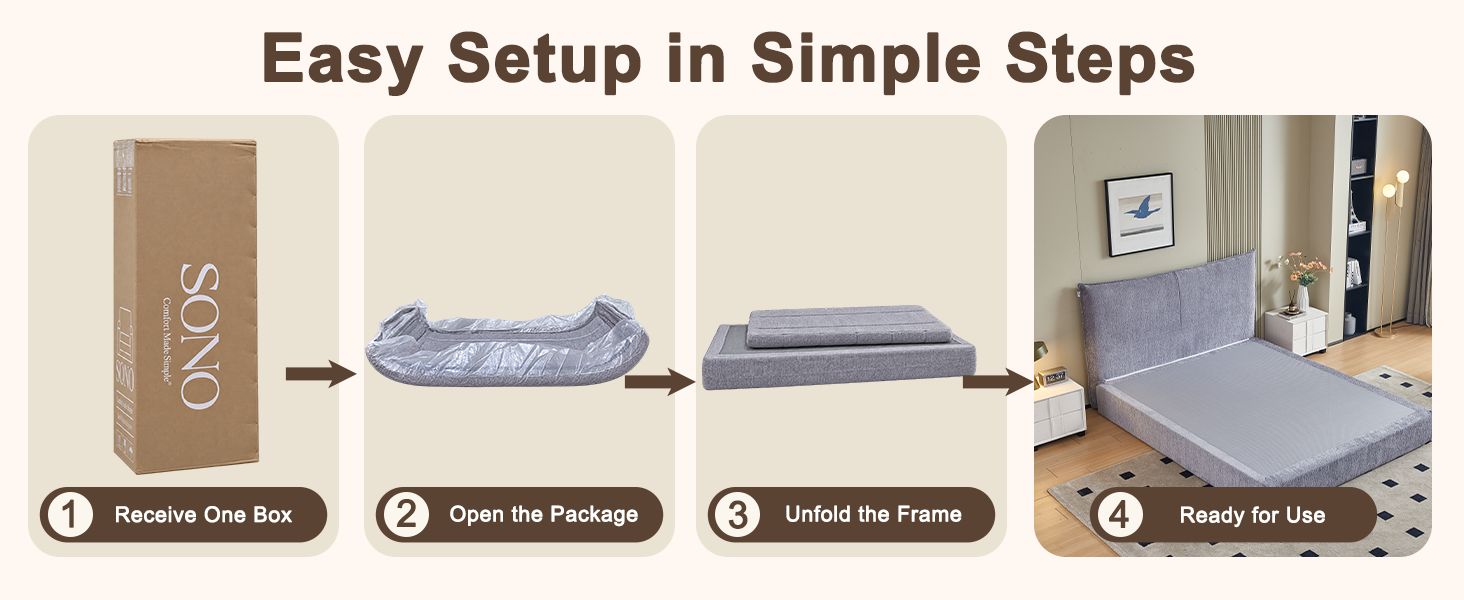 Easy Setup in Simple Steps
SONO
Comfort Made Simple
SONO
1 Receive One Box
2 Open the Package
3 Unfold the Frame
4 Ready for Use